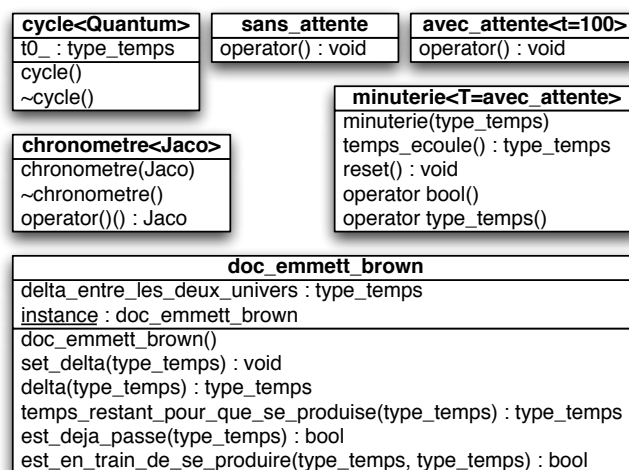 cycle<Quantum>
t0_ : type_temps
cycle()
~cycle()
sans_attente
operator() : void
avec_attente<t=100>
operator() : void
minuterie<T=avec_attente>
minuterie(type_temps)
temps_ecoule() : type_temps
reset() : void
operator bool()
operator type_temps()
chronometre<Jaco>
chronometre(Jaco)
~chronometre()
operator()() : Jaco
doc_emmett_brown
delta_entre_les_deux_univers : type_temps
instance : doc_emmett_brown
doc_emmett_brown()
set_delta(type_temps) : void
delta(type_temps) : type_temps
temps_restant_pour_que_se_produise(type_temps) : type_temps
est_deja_passe(type_temps) : bool
est_en_train_de_se_produire(type_temps, type_temps) : bool